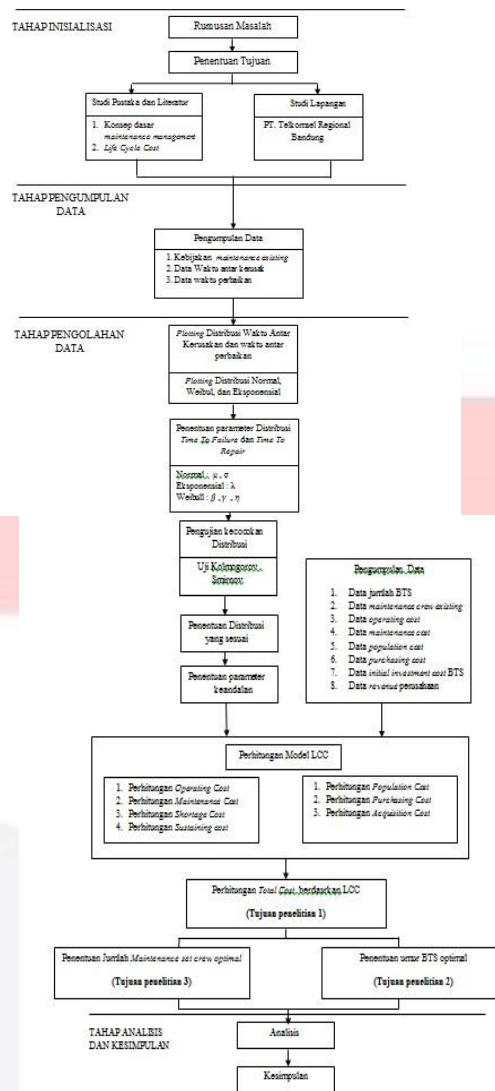 TAHAP INISIALISASI
Rumusan Masalah
Penentuan Tujuan
Studi Pustaka dan Literatur
1. Konsep dasar
maintenance management
2. Life Cycle Cost
Studi Lapangan
PT. Telkomsel Regional
Bandung
TAHAP PENGUMPULAN
DATA
Pengumpulan Data
1. Kebijakan maintenance existing
2. Data Waktu antar kerusak
3. Data waktu perbaikan
TAHAP PENGOLAHAN
DATA
Plotting Distribusi Waktu Antar
Kerusakan dan waktu antar
perbaikan
Plotting Distribusi Normal,
Weibul, dan Eksponensial
Penentuan parameter Distribusi
Time To Failure dan Time To
Repair
Normal : μ, σ
Eksponensial : λ
Weibull : β, γ, η
Pengujian kecocokan
Distribusi
Uji Kolmogorov
Smirnov
Penentuan Distribusi
yang sesuai
Penentuan parameter
keandalan
Pengumpulan Data
1. Data jumlah BTS
2. Data maintenance crew existing
3. Data operating cost
4. Data maintenance cost
5. Data population cost
6. Data purchasing cost
7. Data initial investment cost BTS
8. Data revenue perusahaan
Perhitungan Model LCC
1. Perhitungan Operating Cost
2. Perhitungan Maintenance Cost
3. Perhitungan Shortage Cost
4. Perhitungan Sustaining cost
1. Perhitungan Population Cost
2. Perhitungan Purchasing Cost
3. Perhitungan Acquisition Cost
Perhitungan Total Cost berdasrkan LCC
(Tujuan penelitian 1)
Penentuan Jumlah Maintenance set crew optimal
(Tujuan penelitian 3)
Penentuan umur BTS optimal
(Tujuan penelitian 2)
TAHAP ANALISIS
DAN KESIMPULAN
Analisis
Kesimpulan